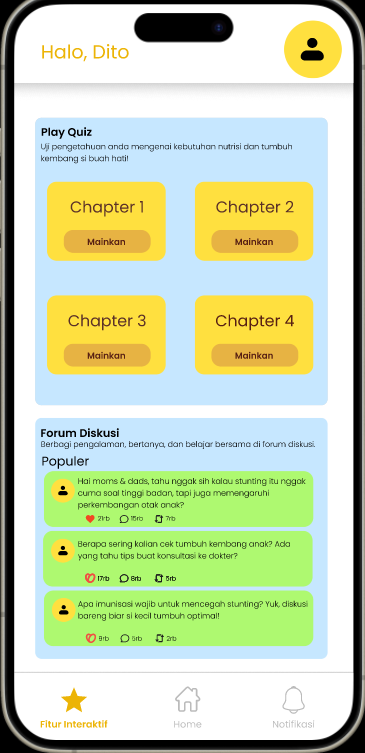 Halo, Dito
Play Quiz
Uji pengetahuan anda mengenai kebutuhan nutrisi dan tumbuh
kembang si buah hati!
Chapter 1
Mainkan
Chapter 2
Mainkan
Chapter 3
Mainkan
Chapter 4
Mainkan
Forum Diskusi
Berbagi pengalaman, bertanya, dan belajar bersama di forum diskusi.
Populer
Hai moms & dads, tahu nggak sih kalau stunting itu nggak
cuma soal tinggi badan, tapi juga memengaruhi
perkembangan otak anak?
21rb 15rb 7rb
Berapa sering kalian cek tumbuh kembang anak? Ada
yang tahu tips buat konsultasi ke dokter?
17rb 8rb 5rb
Apa imunisasi wajib untuk mencegah stunting? Yuk, diskusi
bareng biar si kecil tumbuh optimal!
9rb 5rb 2rb
Fitur Interaktif
Home
Notifikasi